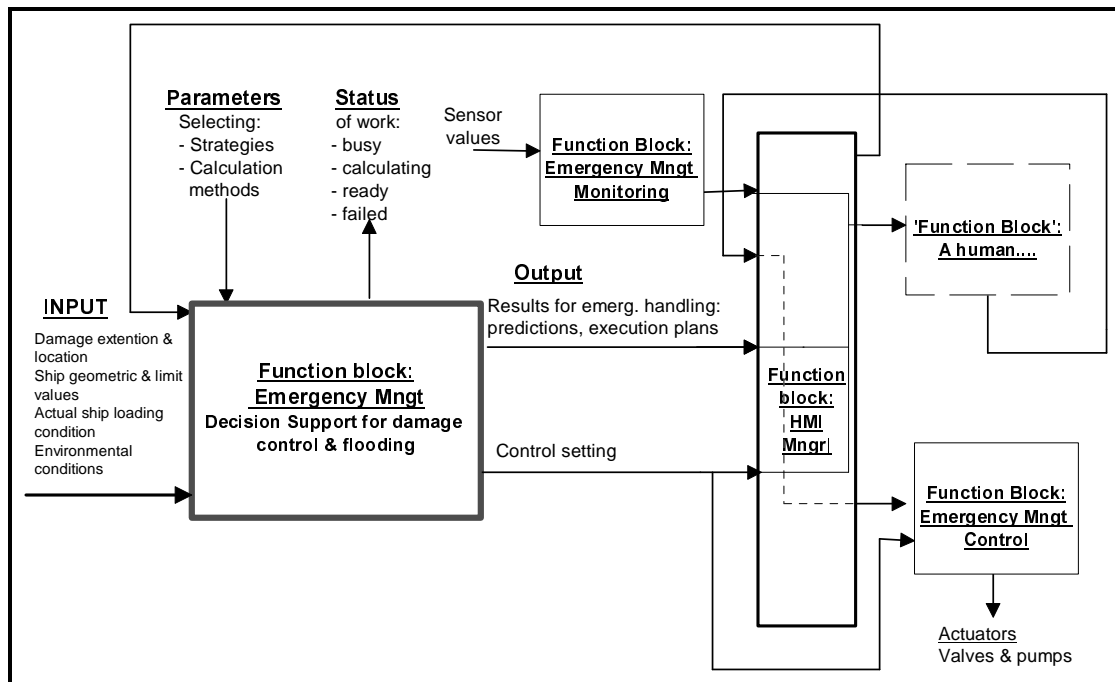 Parameters
Selecting:
- Strategies
- Calculation
methods
Status
of work:
- busy
- calculating
- ready
- failed
Sensor
values
Function Block:
Emergency Mngt
Monitoring
'Function Block':
A human....
INPUT
Damage extention &
location
Ship geometric & limit
values
Actual ship loading
condition
Environmental
conditions
Function block:
Emergency Mngt
Decision Support for damage
control & flooding
Output
Results for emerg. handling:
predictions, execution plans
Control setting
Function
block:
HMI
Mngr
Function Block:
Emergency Mngt
Control
Actuators
Valves & pumps